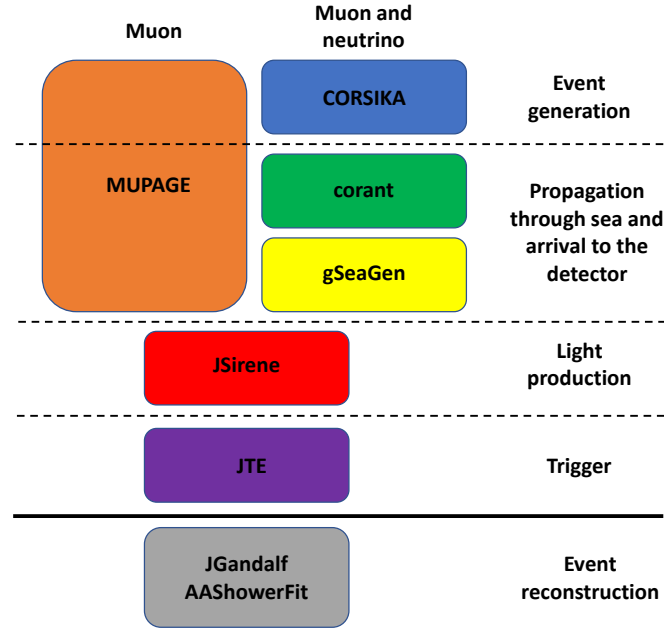 Muon
Muon and
neutrino
CORSIKA
Event
generation
MUPAGE
corant
gSeaGen
Propagation
through sea and
arrival to the
detector
JSirene
Light
production
JTE
Trigger
JGandalf
AAShowerFit
Event
reconstruction